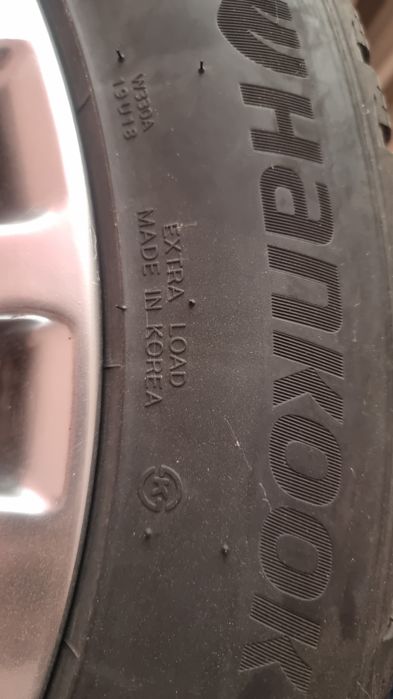 Hankook
W330A
19U18
EXTRA LOAD
MADE IN KOREA